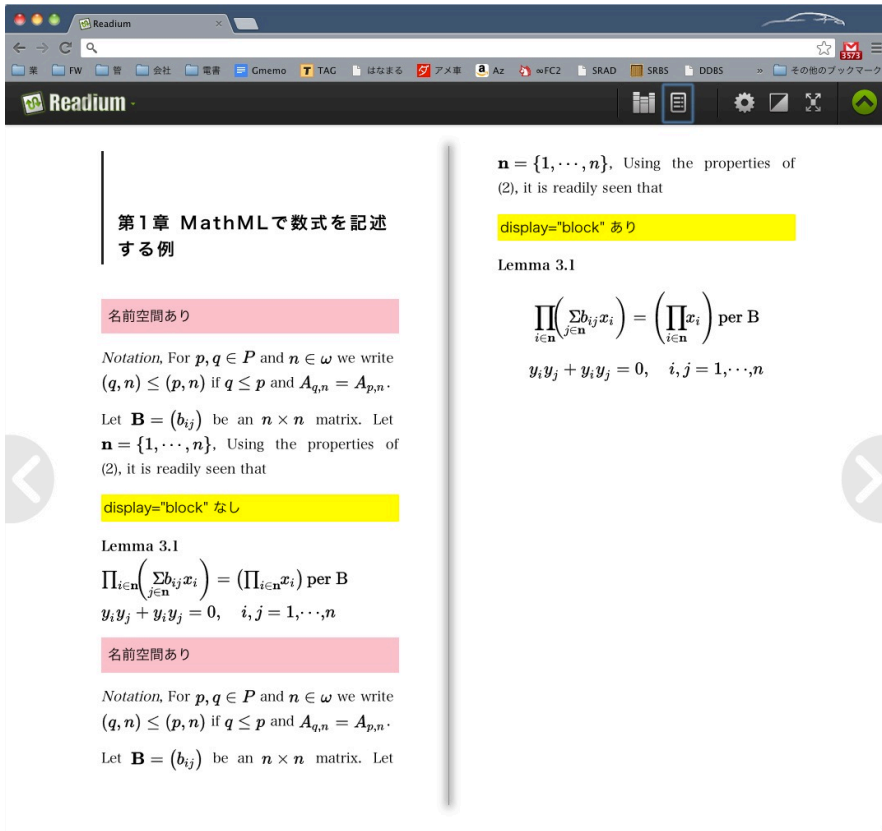 Readium
3573
業 FW 管 会社 電書 Gmemo TAG はなまる アメ車 Az ∞FC2 SRAD SRBS DDBS » その他のブックマーク
Readium
第1章 MathMLで数式を記述
する例
名前空間あり
Notation, For p, q ∈ P and n ∈ ω we write
(q, n) ≤ (p, n) if q ≤ p and A_{q,n} = A_{p,n}.
Let B = (b_{ij}) be an n × n matrix. Let
n = {1, ⋯, n}, Using the properties of
(2), it is readily seen that
display="block" なし
Lemma 3.1
∏_{i∈n}(Σ_{j∈n} b_{ij}x_i) = (∏_{i∈n} x_i) per B
y_i y_j + y_i y_j = 0, i, j = 1,⋯,n
名前空間あり
Notation, For p, q ∈ P and n ∈ ω we write
(q, n) ≤ (p, n) if q ≤ p and A_{q,n} = A_{p,n}.
Let B = (b_{ij}) be an n × n matrix. Let
n = {1, ⋯, n}, Using the properties of
(2), it is readily seen that
display="block" あり
Lemma 3.1
∏_{i∈n}(Σ_{j∈n} b_{ij}x_i) = (∏_{i∈n} x_i) per B
y_i y_j + y_i y_j = 0, i, j = 1,⋯,n